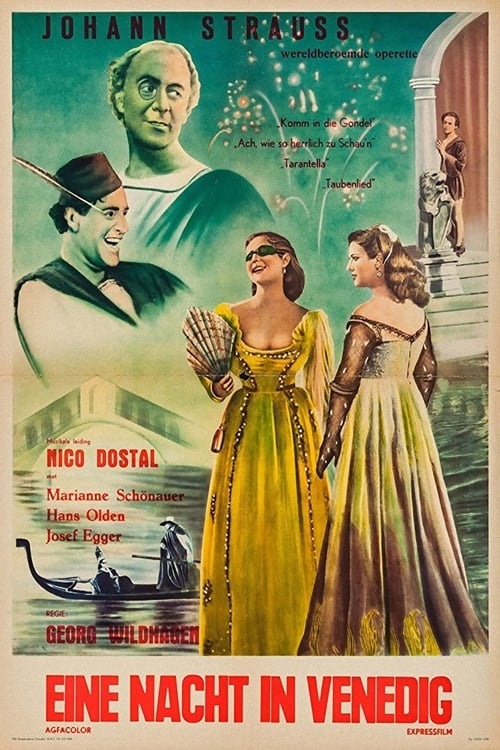 JOHANN STRAUSS
wereldberoemde operette
„Komm in die Gondel"
„Ach, wie so herrlich zu Schau'n"
„Tarantella"
„Taubenlied"
Muzikale leiding
NICO DOSTAL
met
Marianne Schönauer
Hans Olden
Josef Egger
REGIE:
GEORG WILDHAGEN
EINE NACHT IN VENEDIG
AGFACOLOR
EXPRESSFILM